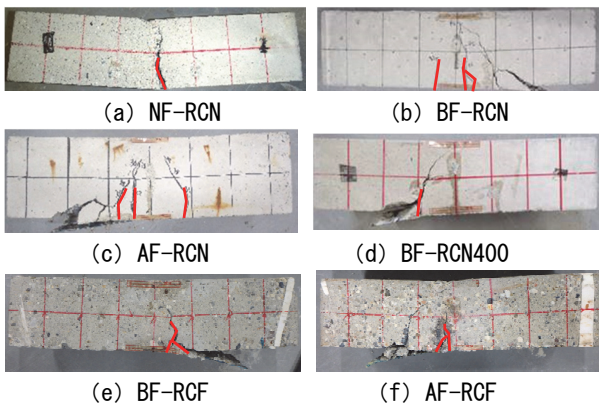 (a) NF-RCN
(b) BF-RCN
(c) AF-RCN
(d) BF-RCN400
(e) BF-RCF
(f) AF-RCF